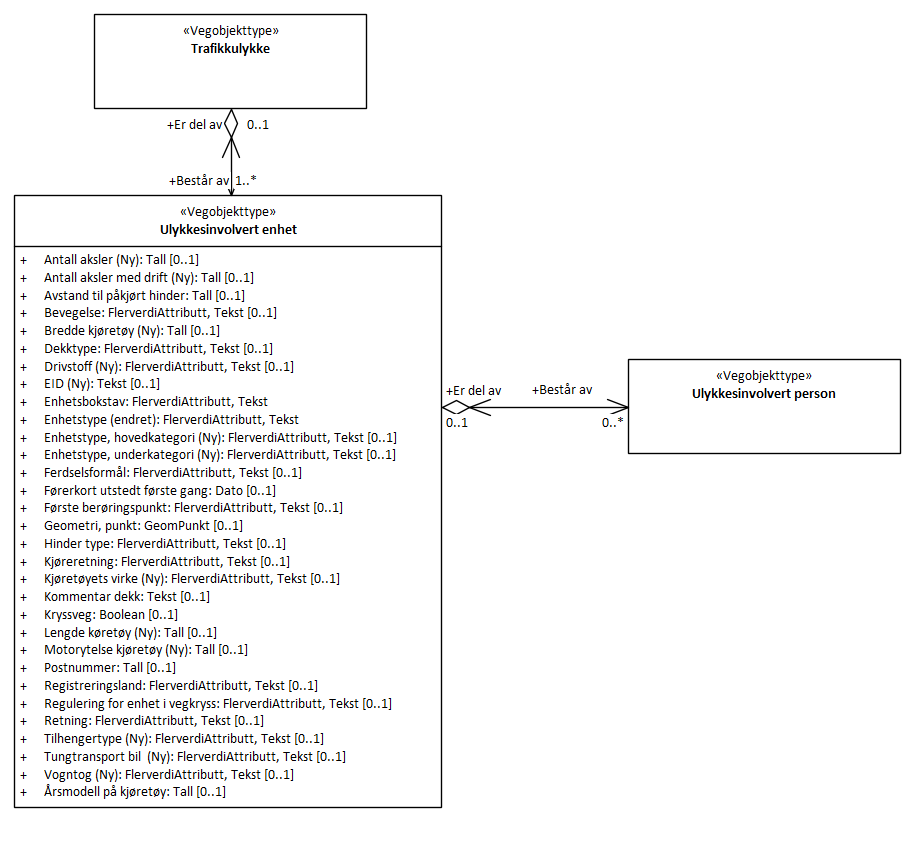 «Vegobjekttype»
Trafikkulykke
+Er del av 0..1
+Består av 1..*
«Vegobjekttype»
Ulykkesinvolvert enhet
+ Antall aksler (Ny): Tall [0..1]
+ Antall aksler med drift (Ny): Tall [0..1]
+ Avstand til påkjørt hinder: Tall [0..1]
+ Bevegelse: FlerverdiAttributt, Tekst [0..1]
+ Bredde kjøretøy (Ny): Tall [0..1]
+ Dekktype: FlerverdiAttributt, Tekst [0..1]
+ Drivstoff (Ny): FlerverdiAttributt, Tekst [0..1]
+ EID (Ny): Tekst [0..1]
+ Enhetsbokstav: FlerverdiAttributt, Tekst
+ Enhetstype (endret): FlerverdiAttributt, Tekst
+ Enhetstype, hovedkategori (Ny): FlerverdiAttributt, Tekst [0..1]
+ Enhetstype, underkategori (Ny): FlerverdiAttributt, Tekst [0..1]
+ Ferdselsformål: FlerverdiAttributt, Tekst [0..1]
+ Førerkort utstedt første gang: Dato [0..1]
+ Første berøringspunkt: FlerverdiAttributt, Tekst [0..1]
+ Geometri, punkt: GeomPunkt [0..1]
+ Hinder type: FlerverdiAttributt, Tekst [0..1]
+ Kjøreretning: FlerverdiAttributt, Tekst [0..1]
+ Kjøretøyets virke (Ny): FlerverdiAttributt, Tekst [0..1]
+ Kommentar dekk: Tekst [0..1]
+ Kryssveg: Boolean [0..1]
+ Lengde køretøy (Ny): Tall [0..1]
+ Motorytelse kjøretøy (Ny): Tall [0..1]
+ Postnummer: Tall [0..1]
+ Registreringsland: FlerverdiAttributt, Tekst [0..1]
+ Regulering for enhet i vegkryss: FlerverdiAttributt, Tekst [0..1]
+ Retning: FlerverdiAttributt, Tekst [0..1]
+ Tilhengertype (Ny): FlerverdiAttributt, Tekst [0..1]
+ Tungtransport bil  (Ny): FlerverdiAttributt, Tekst [0..1]
+ Vogntog (Ny): FlerverdiAttributt, Tekst [0..1]
+ Årsmodell på kjøretøy: Tall [0..1]
+Er del av +Består av
0..1 0..*
«Vegobjekttype»
Ulykkesinvolvert person